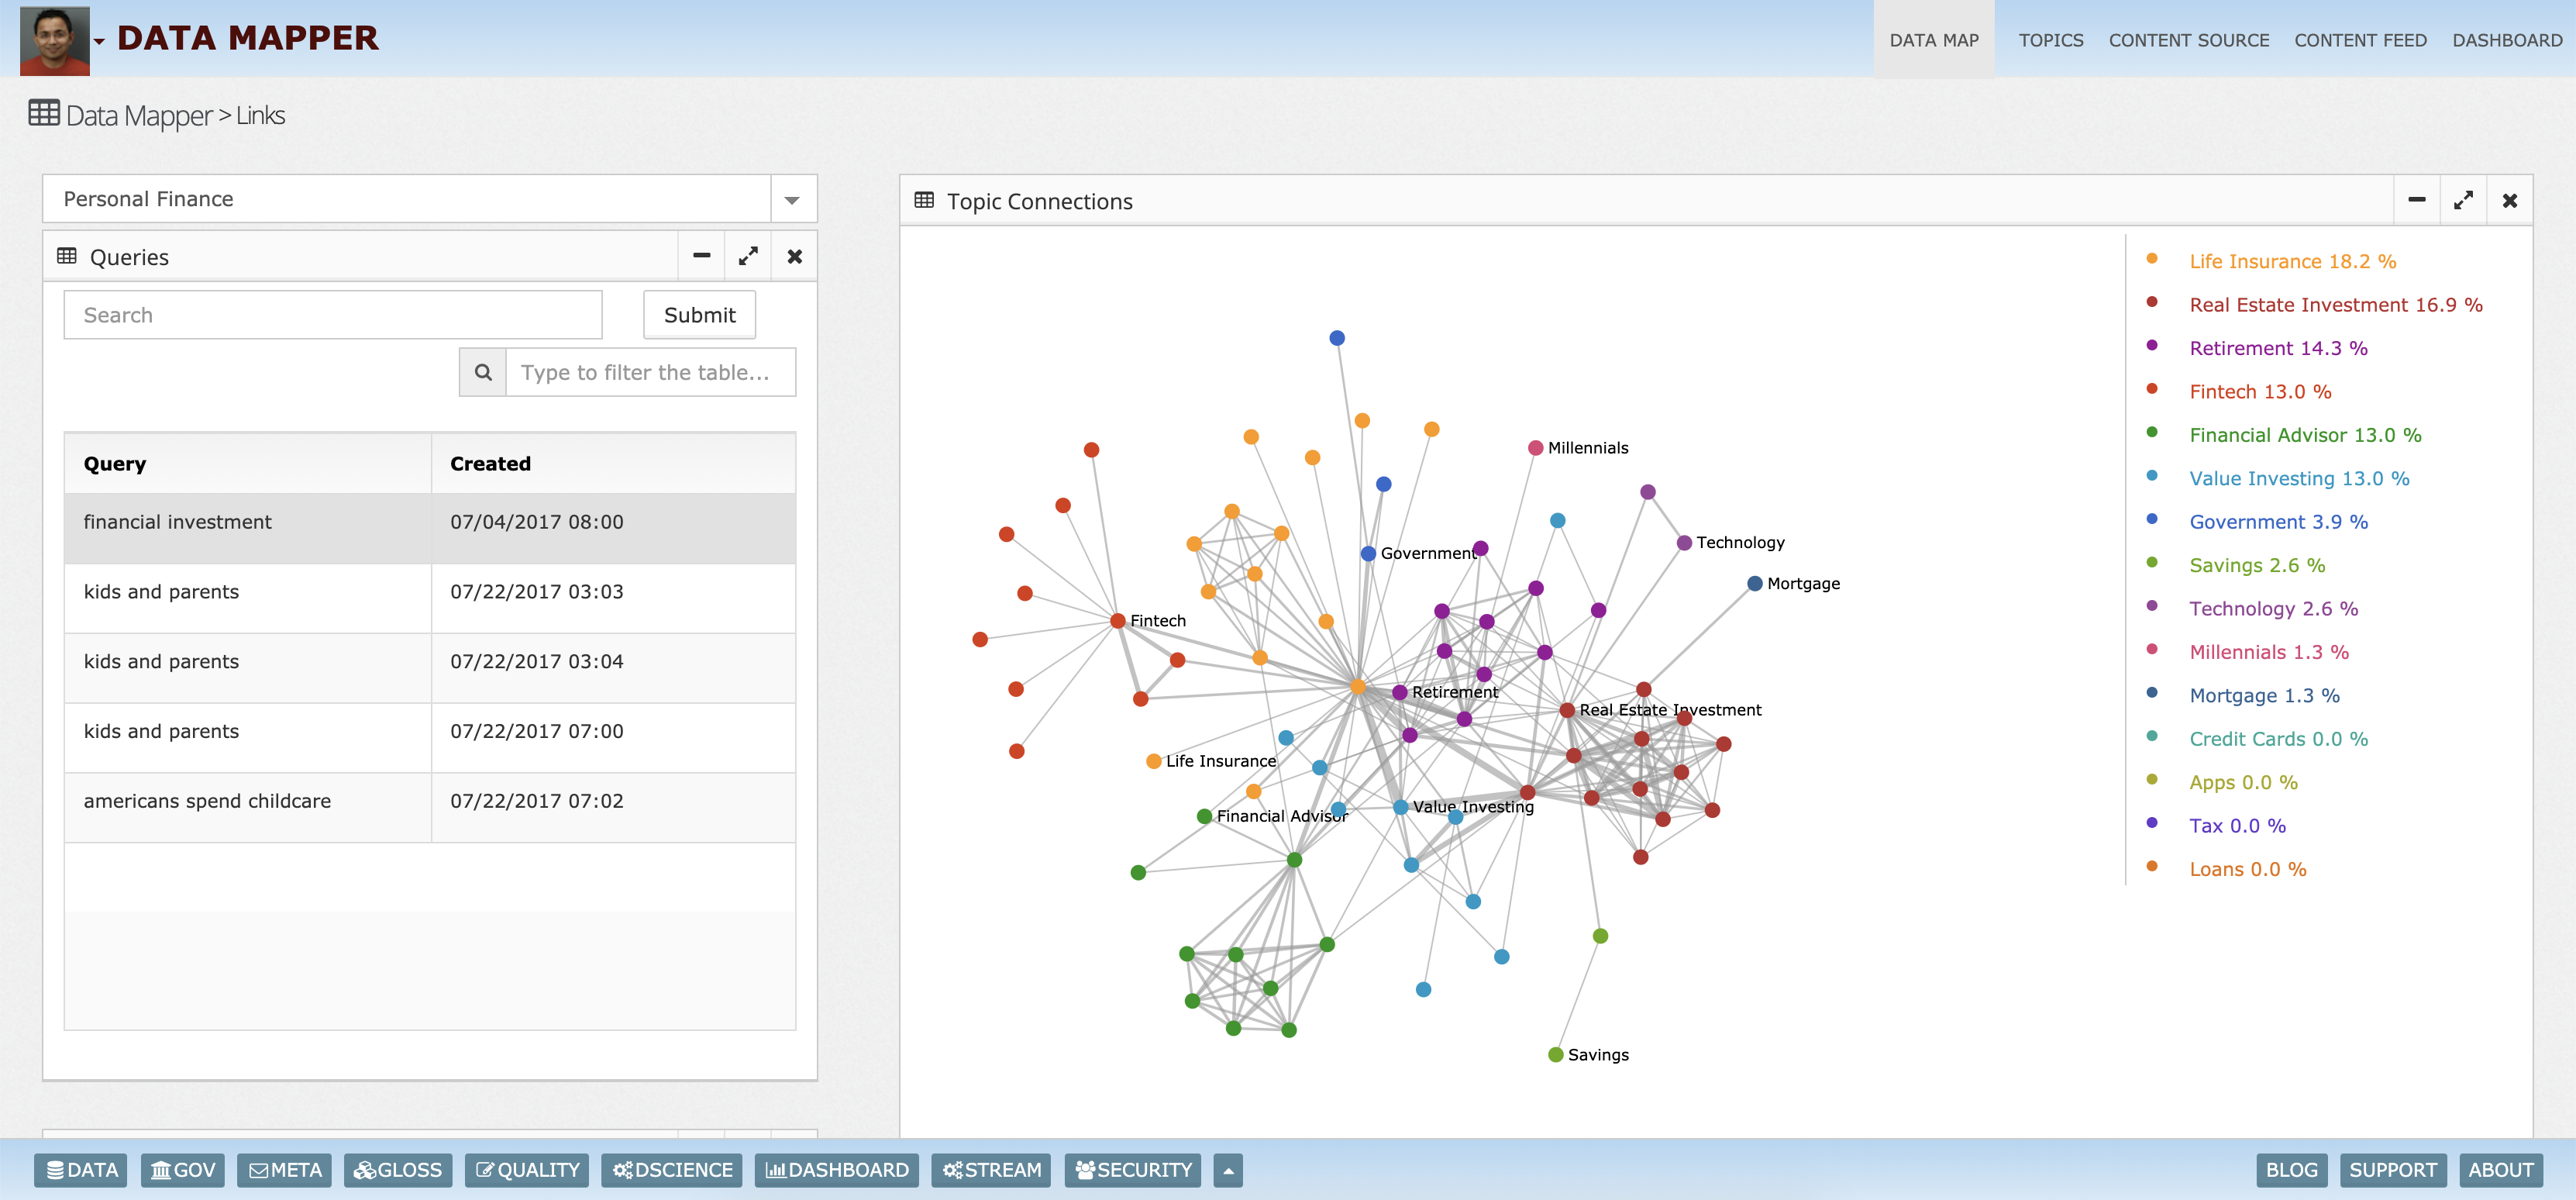 DATA MAPPER
DATA MAP TOPICS CONTENT SOURCE CONTENT FEED DASHBOARD
Data Mapper > Links
Personal Finance
Queries
Search
Submit
Type to filter the table...
Query Created
financial investment 07/04/2017 08:00
kids and parents 07/22/2017 03:03
kids and parents 07/22/2017 03:04
kids and parents 07/22/2017 07:00
americans spend childcare 07/22/2017 07:02
Topic Connections
Millennials
Technology
Government
Mortgage
Fintech
Retirement
Real Estate Investment
Life Insurance
Value Investing
Financial Advisor
Savings
Life Insurance 18.2 %
Real Estate Investment 16.9 %
Retirement 14.3 %
Fintech 13.0 %
Financial Advisor 13.0 %
Value Investing 13.0 %
Government 3.9 %
Savings 2.6 %
Technology 2.6 %
Millennials 1.3 %
Mortgage 1.3 %
Credit Cards 0.0 %
Apps 0.0 %
Tax 0.0 %
Loans 0.0 %
DATA GOV META GLOSS QUALITY DSCIENCE DASHBOARD STREAM SECURITY
BLOG SUPPORT ABOUT